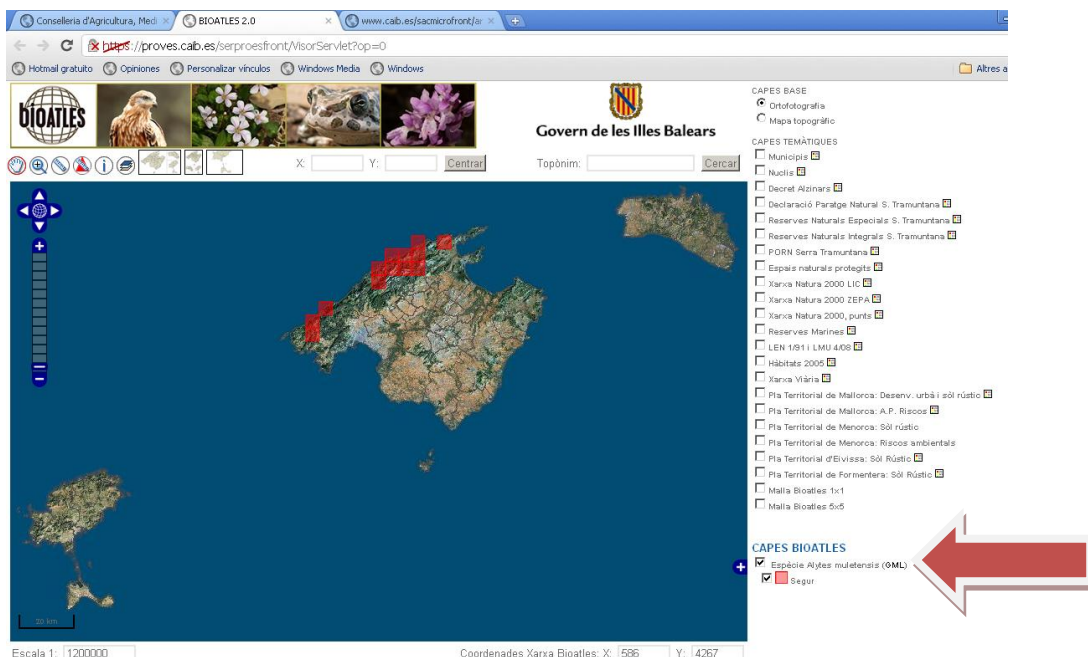 Conselleria d'Agricultura, Medi
BIOATLES 2.0
www.caib.es/sacmicrofront/ar
https://proves.caib.es/serproesfront/VisorServlet?op=0
Hotmail gratuito
Opiniones
Personalizar vínculos
Windows Media
Windows
Altres a
BIOATLES
Govern de les Illes Balears
X:
Y:
Centrar
Topònim:
Cercar
20 km
Escala 1: 1200000
Coordenades Xarxa Bioatles: X: 586 Y: 4267
CAPES BASE
Ortofotografia
Mapa topogràfic
CAPES TEMÀTIQUES
Municipis
Nuclis
Decret Alzinars
Declaració Paratge Natural S. Tramuntana
Reserves Naturals Especials S. Tramuntana
Reserves Naturals Integrals S. Tramuntana
PORN Serra Tramuntana
Espais naturals protegits
Xarxa Natura 2000 LIC
Xarxa Natura 2000 ZEPA
Xarxa Natura 2000, punts
Reserves Marines
LEN 1/91 i LMU 4/08
Hàbitats 2005
Xarxa Viària
Pla Territorial de Mallorca: Desenv. urbà i sòl rústic
Pla Territorial de Mallorca: A.P. Riscos
Pla Territorial de Menorca: Sòl rústic
Pla Territorial de Menorca: Riscos ambientals
Pla Territorial d'Eivissa: Sòl Rústic
Pla Territorial de Formentera: Sòl Rústic
Malla Bioatles 1x1
Malla Bioatles 5x5
CAPES BIOATLES
Espècie Alytes muletensis (GML)
Segur